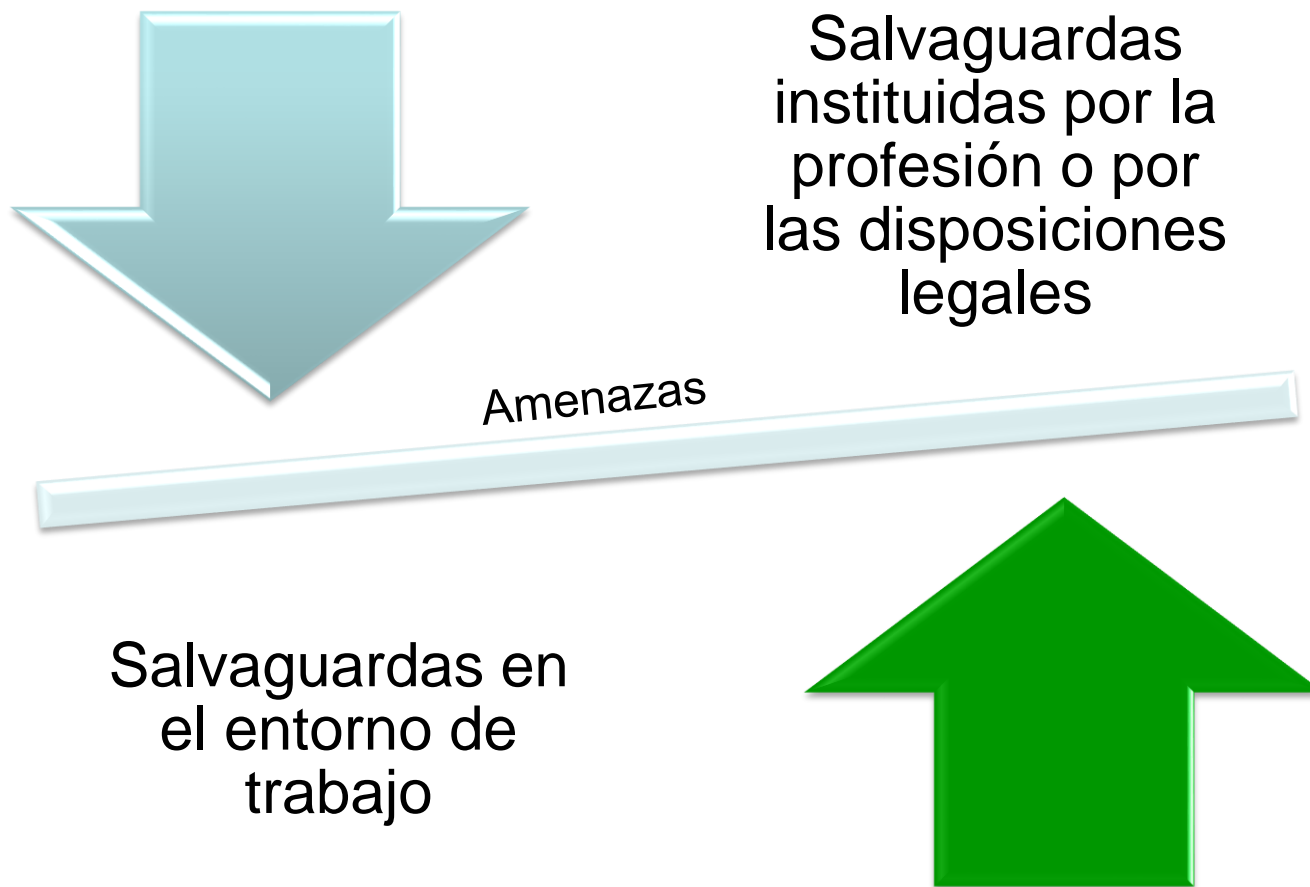 Salvaguardas
instituidas por la
profesión o por
las disposiciones
legales
Amenazas
Salvaguardas en
el entorno de
trabajo